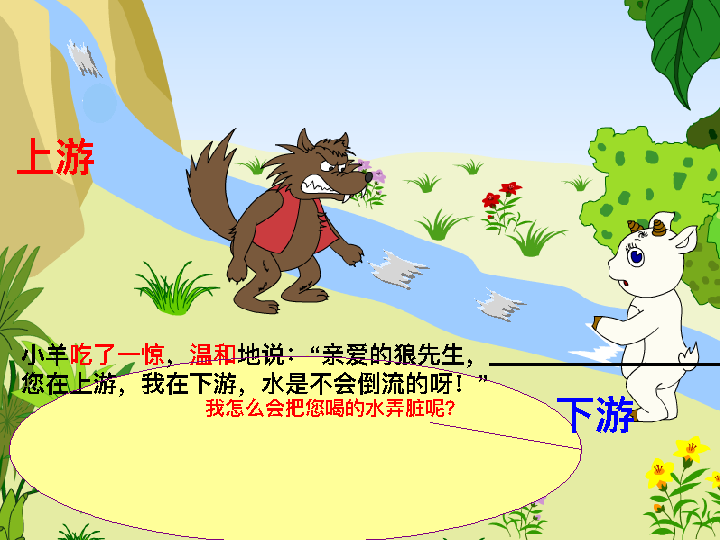 上游
小羊吃了一惊，温和地说：“亲爱的狼先生，
您在上游，我在下游，水是不会倒流的呀！”
我怎么会把您喝的水弄脏呢?
下游